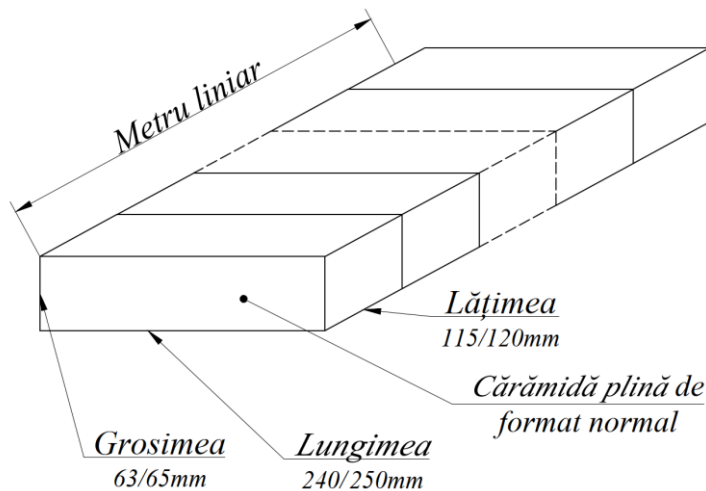 Metru liniar
Lățimea
115/120mm
Cărămidă plină de
format normal
Grosimea
63/65mm
Lungimea
240/250mm